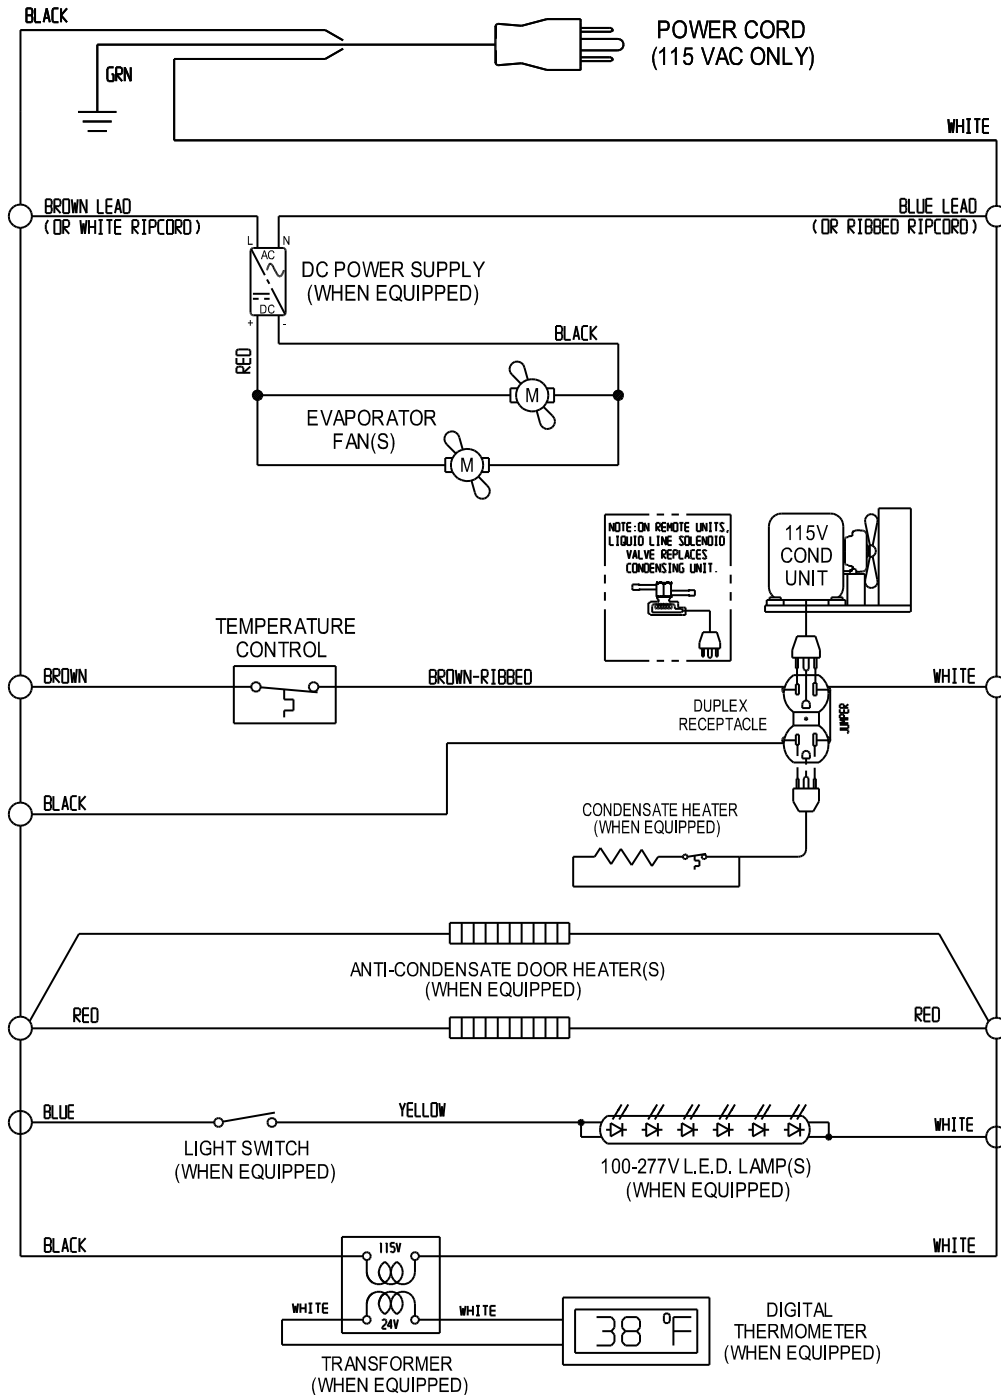 BLACK
POWER CORD
(115 VAC ONLY)
GRN
WHITE
BROWN LEAD
(OR WHITE RIPCORD)
BLUE LEAD
(OR RIBBED RIPCORD)
L N
AC
DC
+ -
DC POWER SUPPLY
(WHEN EQUIPPED)
RED
BLACK
M
EVAPORATOR
FAN(S)
M
NOTE:ON REMOTE UNITS,
LIQUID LINE SOLENOID
VALVE REPLACES
CONDENSING UNIT.
115V
COND
UNIT
TEMPERATURE
CONTROL
BROWN
BROWN-RIBBED
WHITE
DUPLEX
RECEPTACLE
JUMPER
BLACK
CONDENSATE HEATER
(WHEN EQUIPPED)
ANTI-CONDENSATE DOOR HEATER(S)
(WHEN EQUIPPED)
RED
RED
BLUE
YELLOW
WHITE
LIGHT SWITCH
(WHEN EQUIPPED)
100-277V L.E.D. LAMP(S)
(WHEN EQUIPPED)
BLACK
115V
WHITE
WHITE
24V
WHITE
38 °F
DIGITAL
THERMOMETER
(WHEN EQUIPPED)
TRANSFORMER
(WHEN EQUIPPED)